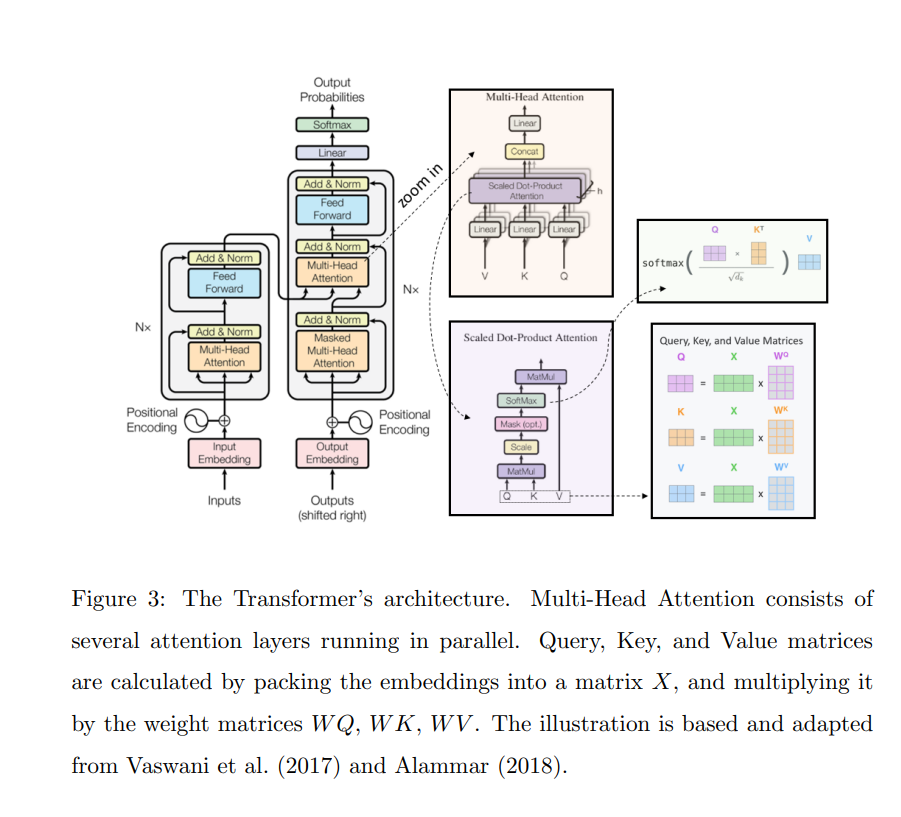 Output
Probabilities
Softmax
Linear
Add & Norm
Feed
Forward
Add & Norm
Multi-Head
Attention
Add & Norm
Masked
Multi-Head
Attention
Nx
Positional
Encoding
Output
Embedding
Outputs
(shifted right)
Add & Norm
Feed
Forward
Add & Norm
Multi-Head
Attention
Nx
Positional
Encoding
Input
Embedding
Inputs
zoom in
Multi-Head Attention
Linear
Concat
Scaled Dot-Product
Attention
h
Linear Linear Linear
V K Q
Scaled Dot-Product Attention
MatMul
SoftMax
Mask (opt.)
Scale
MatMul
Q K V
Q Kᵀ V
softmax ( × )
√dₖ
Query, Key, and Value Matrices
Q X W^Q
= x
K X W^K
= x
V X W^V
= x
Figure 3: The Transformer's architecture. Multi-Head Attention consists of
several attention layers running in parallel. Query, Key, and Value matrices
are calculated by packing the embeddings into a matrix X, and multiplying it
by the weight matrices WQ, WK, WV. The illustration is based and adapted
from Vaswani et al. (2017) and Alammar (2018).